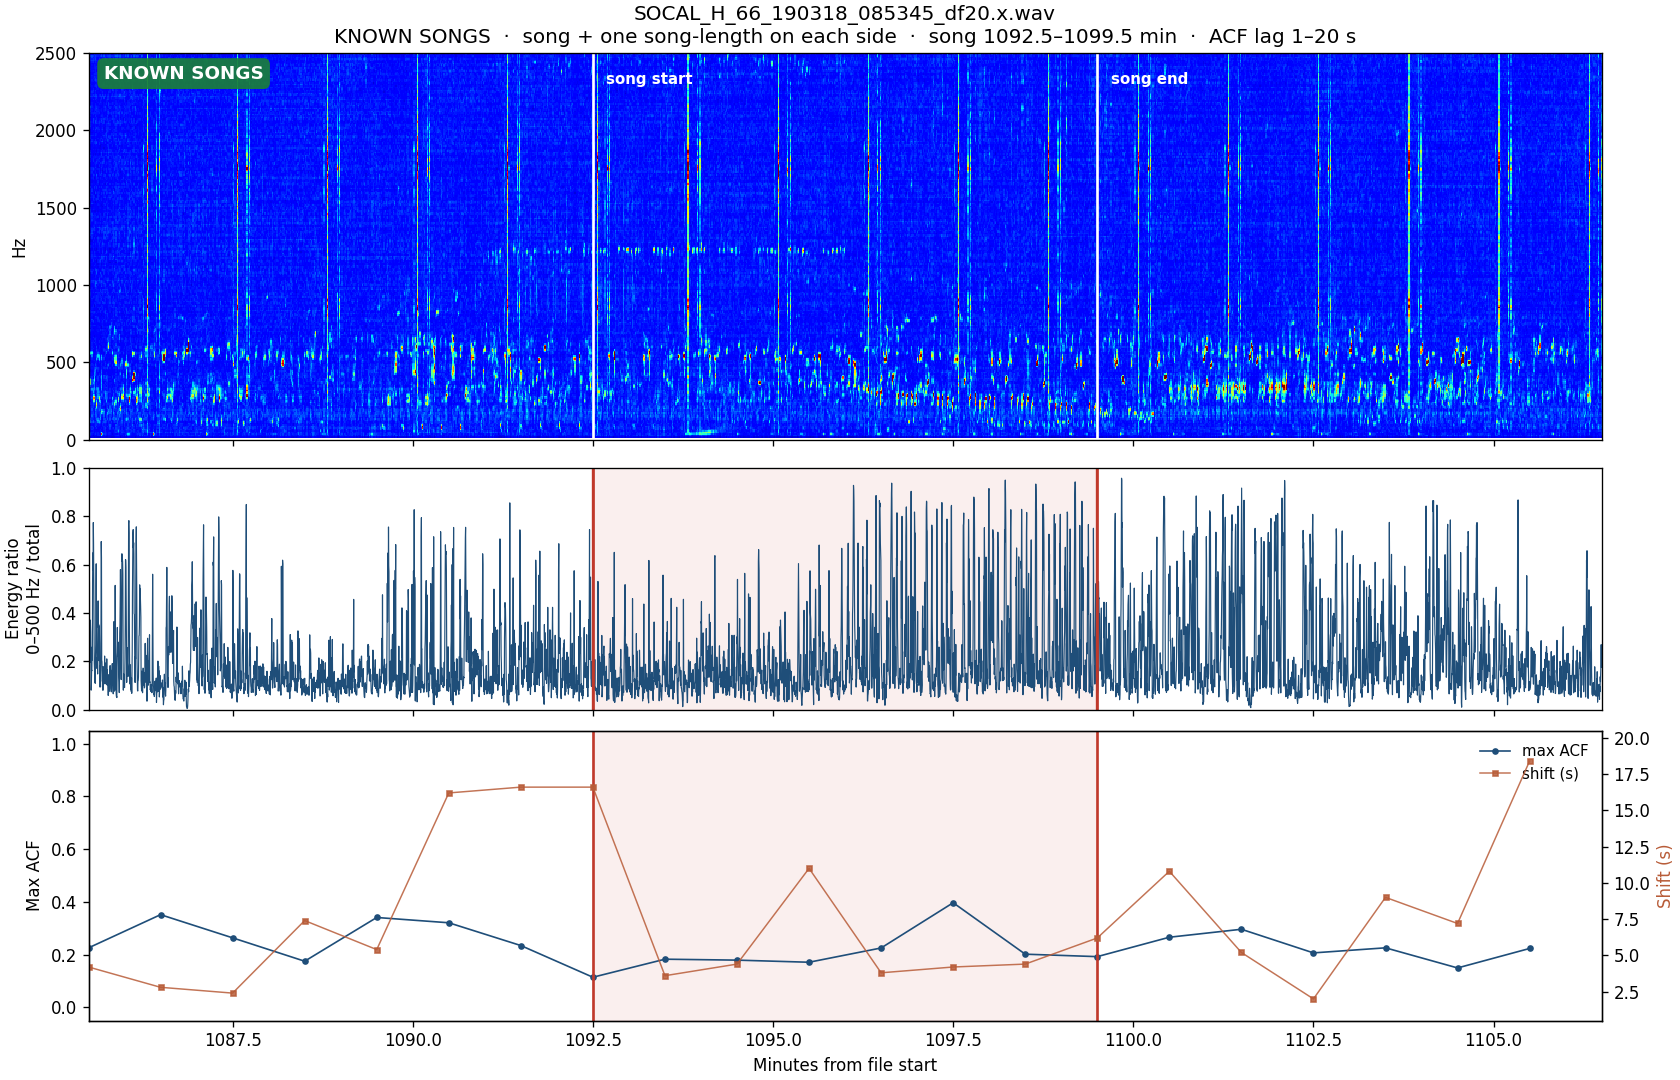 SOCAL_H_66_190318_085345_df20.x.wav
KNOWN SONGS · song + one song-length on each side · song 1092.5–1099.5 min · ACF lag 1–20 s
KNOWN SONGS
song start
song end
2500
2000
1500
1000
500
0
Hz
1.0
0.8
0.6
0.4
0.2
0.0
Energy ratio
0–500 Hz / total
max ACF
shift (s)
1.0
0.8
0.6
0.4
0.2
0.0
Max ACF
20.0
17.5
15.0
12.5
10.0
7.5
5.0
2.5
Shift (s)
1087.5
1090.0
1092.5
1095.0
1097.5
1100.0
1102.5
1105.0
Minutes from file start